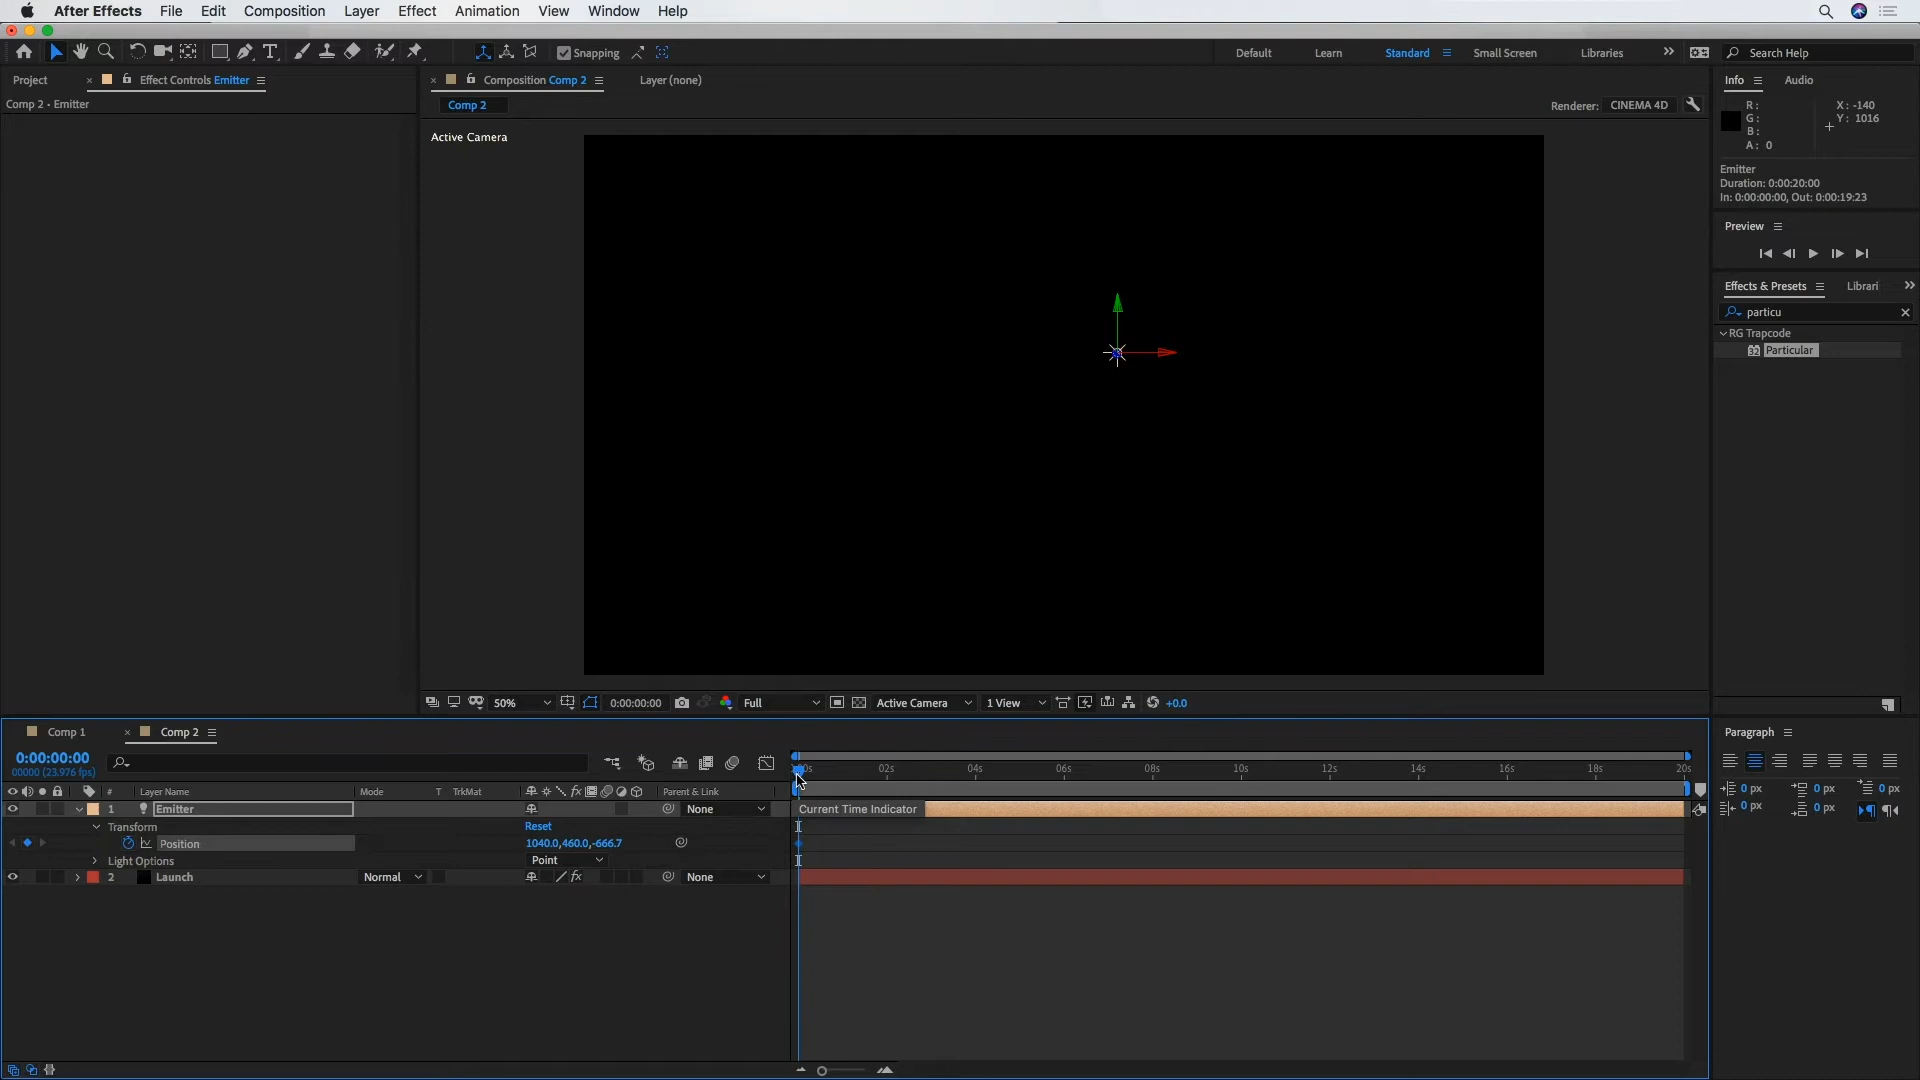 After Effects File Edit Composition Layer Effect Animation View Window Help
Snapping
Default Learn Standard Small Screen Libraries
Search Help
Project
Effect Controls Emitter
Comp 2 • Emitter
Composition Comp 2
Layer (none)
Comp 2
Renderer: CINEMA 4D
Active Camera
Info Audio
R:
G:
B:
A: 0
X: -140
Y: 1016
Emitter
Duration: 0:00:20:00
In: 0:00:00:00, Out: 0:00:19:23
Preview
Effects & Presets Librari
particu
RG Trapcode
32 Particular
50% 0:00:00:00 Full Active Camera 1 View +0.0
Comp 1 Comp 2
0:00:00:00
00000 (23.976 fps)
:00s 02s 04s 06s 08s 10s 12s 14s 16s 18s 20s
# Layer Name Mode T TrkMat fx Parent & Link
1 Emitter None
Current Time Indicator
Transform Reset
Position 1040.0,460.0,-666.7
Light Options Point
2 Launch Normal fx None
Paragraph
0 px 0 px 0 px
0 px 0 px